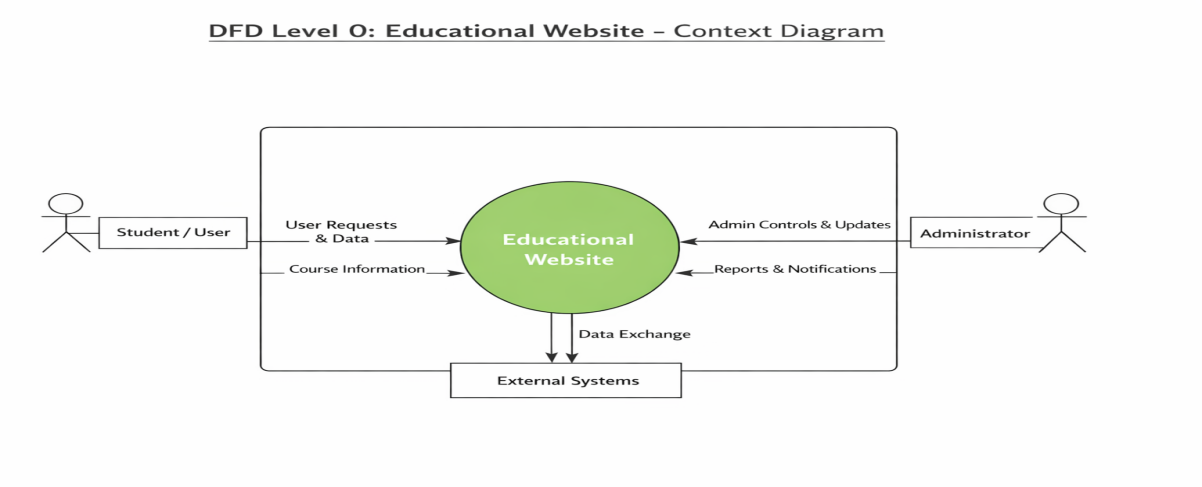 DFD Level 0: Educational Website – Context Diagram
Student / User
User Requests
& Data
Course Information
Educational
Website
Admin Controls & Updates
Reports & Notifications
Administrator
Data Exchange
External Systems